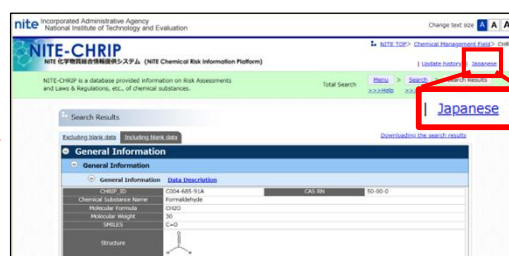 nite Incorporated Administrative Agency
National Institute of Technology and Evaluation
Change text size A A A
NITE-CHRIP
NITE 化学物質総合情報提供システム (NITE Chemical Risk Information Platform)
NITE TOP> Chemical Management Field> CHR
| Update history | Japanese
NITE-CHRIP is a database provided information on Risk Assessments
and Laws & Regulations, etc., of chemical substances.
Total Search
Menu > Search > Search Results
>>>Help >>>
| Japanese
Search Results
Excluding blank data Including blank data
Downloading the search results
General Information
General Information
General Information Data Description
CHRIP_ID C004-685-91A CAS RN 50-00-0
Chemical Substance Name Formaldehyde
Molecular Formula CH2O
Molecular Weight 30
SMILES C=O
Structure